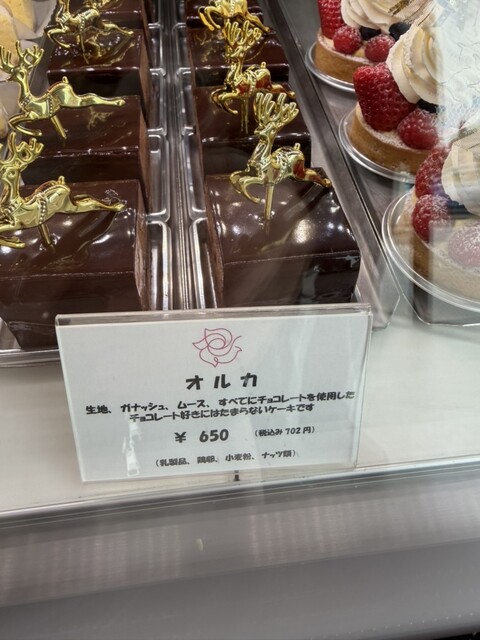 オルカ
生地、ガナッシュ、ムース、すべてにチョコレートを使用した
チョコレート好きにはたまらないケーキです
￥ 650 （税込み702円）
（乳製品、鶏卵、小麦粉、ナッツ類）